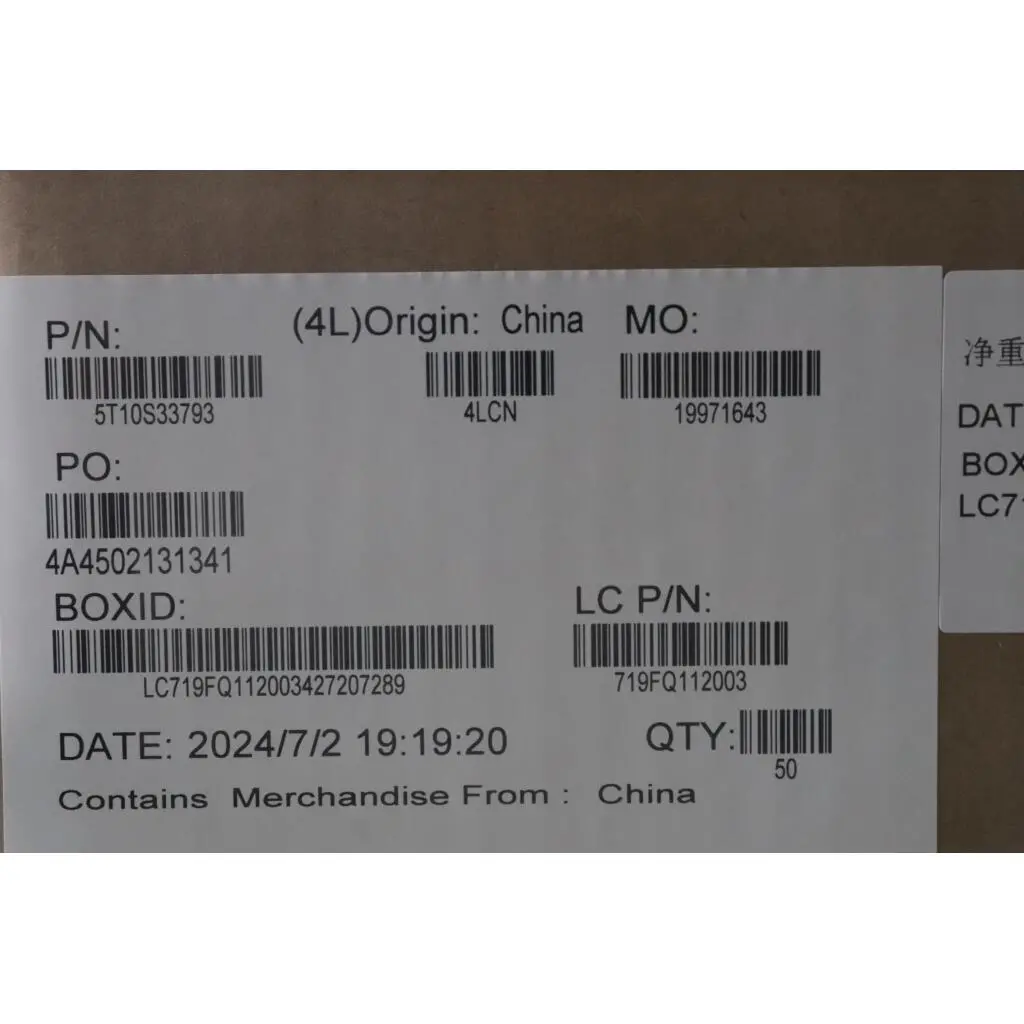 P/N: (4L)Origin: China MO:
5T10S33793 4LCN 19971643
PO:
4A4502131341
BOXID: LC P/N:
LC719FQ112003427207289 719FQ112003
DATE: 2024/7/2 19:19:20 QTY:
50
Contains Merchandise From : China
净重
DAT
BOX
LC71